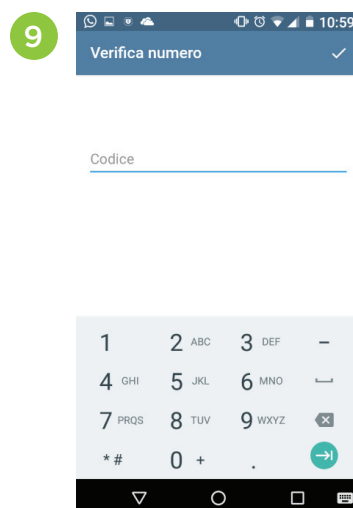 9
10:59
Verifica numero
Codice
1 2 ABC 3 DEF -
4 GHI 5 JKL 6 MNO
7 PRQS 8 TUV 9 WXYZ
* # 0 + .